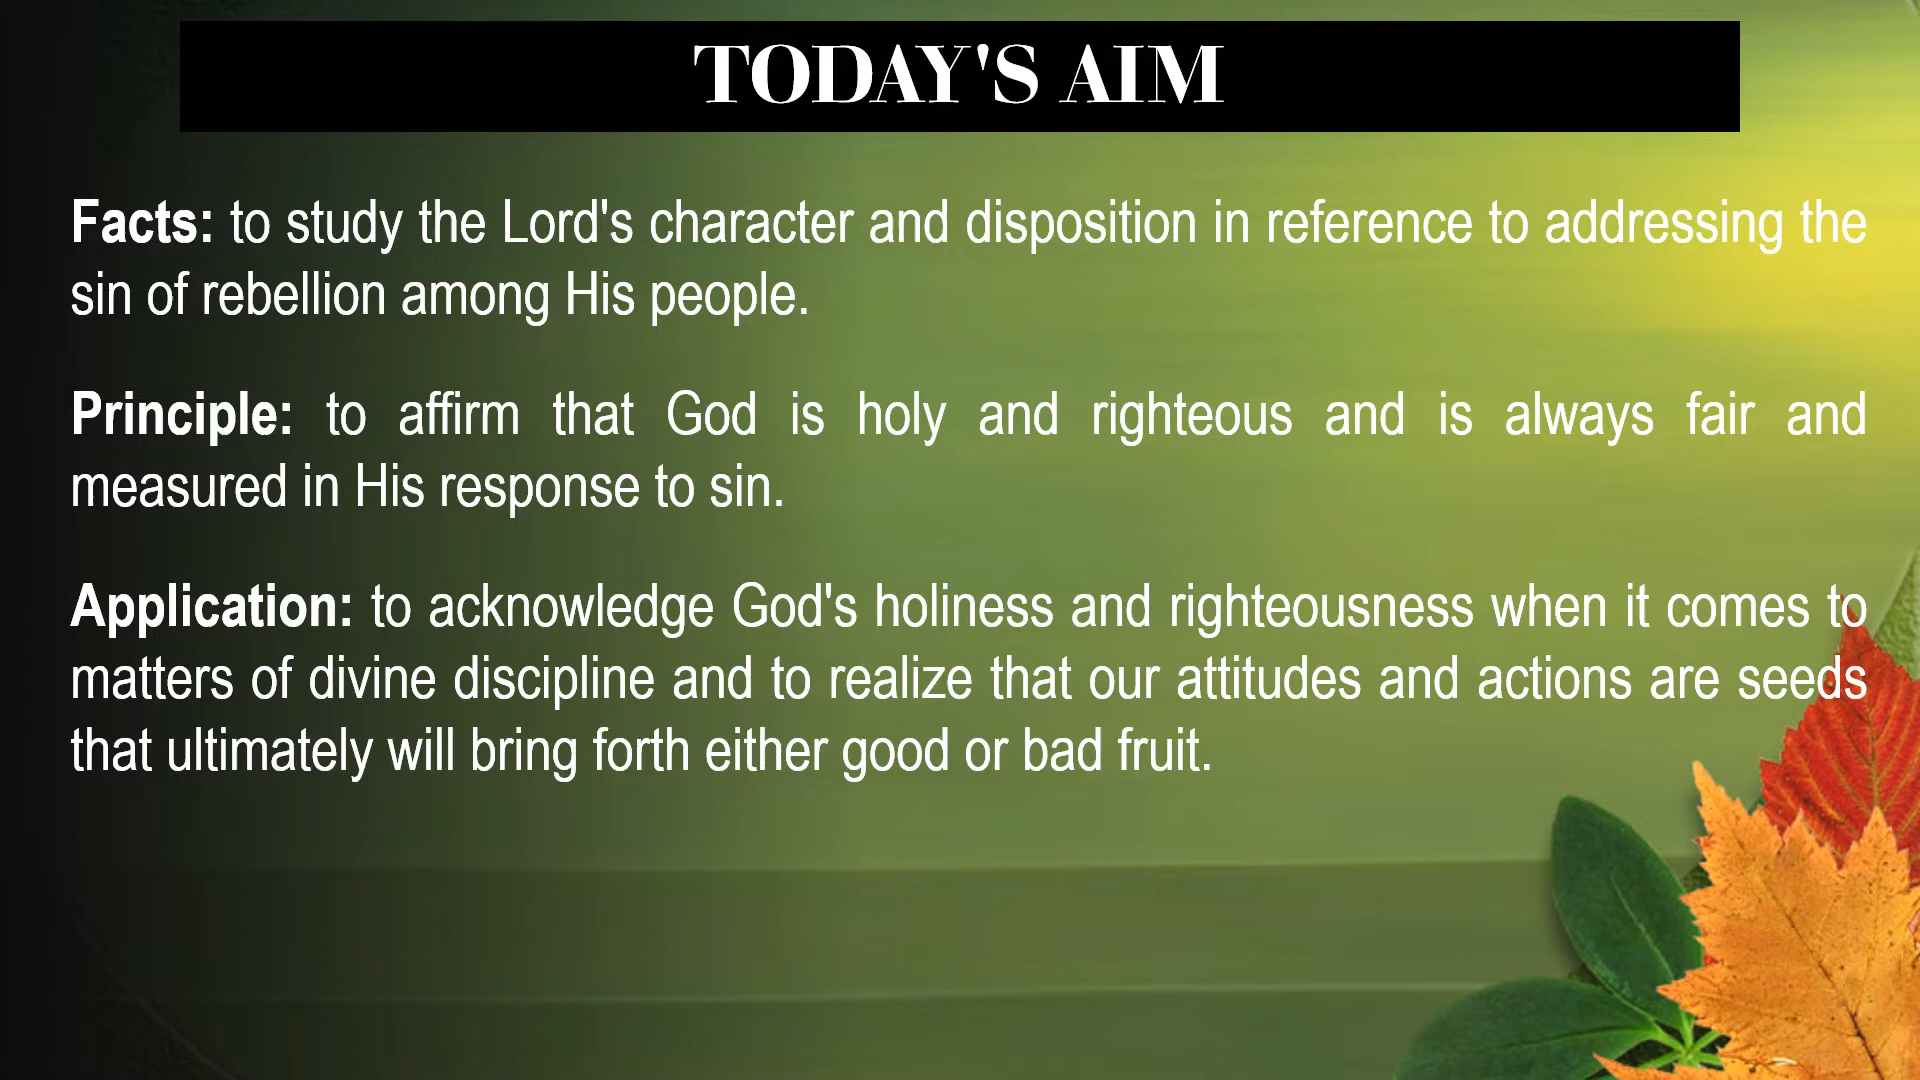 TODAY'S AIM
Facts: to study the Lord's character and disposition in reference to addressing the
sin of rebellion among His people.
Principle: to affirm that God is holy and righteous and is always fair and
measured in His response to sin.
Application: to acknowledge God's holiness and righteousness when it comes to
matters of divine discipline and to realize that our attitudes and actions are seeds
that ultimately will bring forth either good or bad fruit.